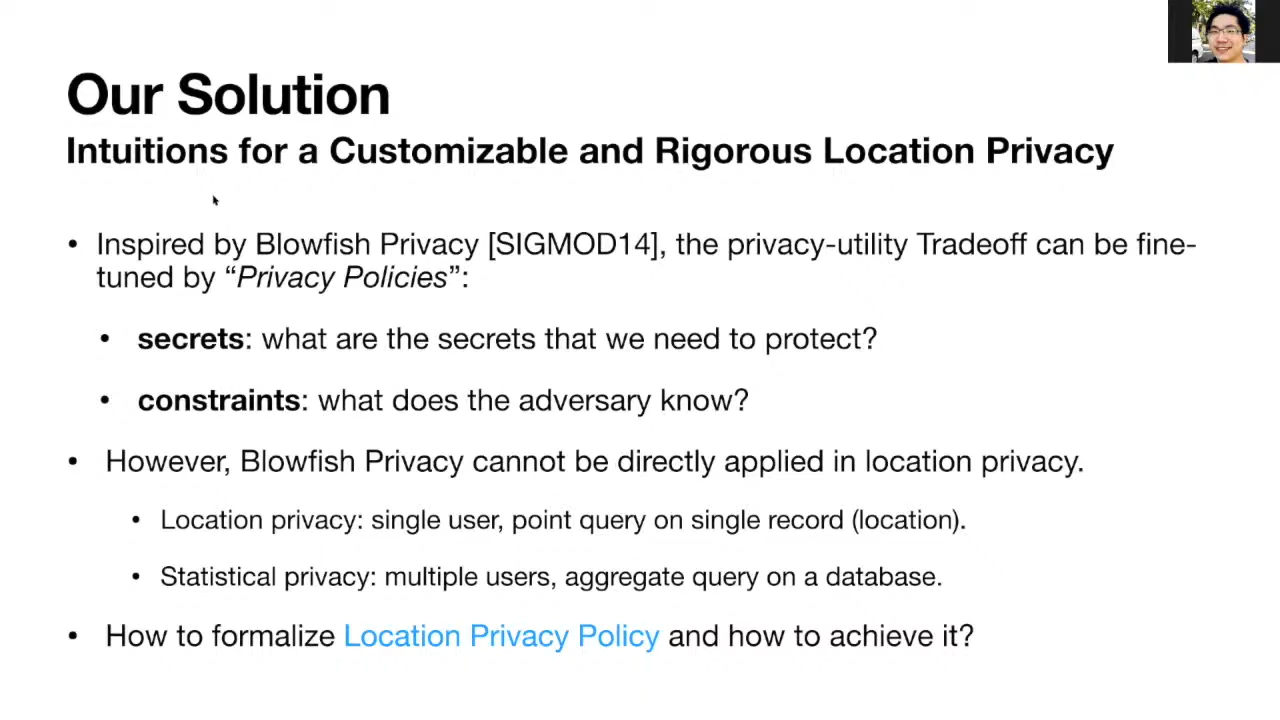 Our Solution
Intuitions for a Customizable and Rigorous Location Privacy
• Inspired by Blowfish Privacy [SIGMOD14], the privacy-utility Tradeoff can be fine-
tuned by “Privacy Policies”:
• secrets: what are the secrets that we need to protect?
• constraints: what does the adversary know?
• However, Blowfish Privacy cannot be directly applied in location privacy.
• Location privacy: single user, point query on single record (location).
• Statistical privacy: multiple users, aggregate query on a database.
• How to formalize Location Privacy Policy and how to achieve it?